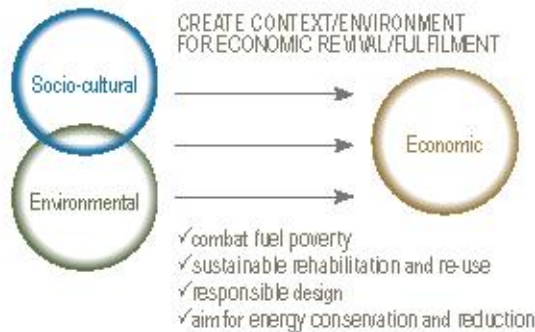 CREATE CONTEXT/ENVIRONMENT
FOR ECONOMIC REVIVAL/FULFILMENT
Socio-cultural
Economic
Environmental
✓combat fuel poverty
✓sustainable rehabilitation and re-use
✓responsible design
✓aim for energy conservation and reduction